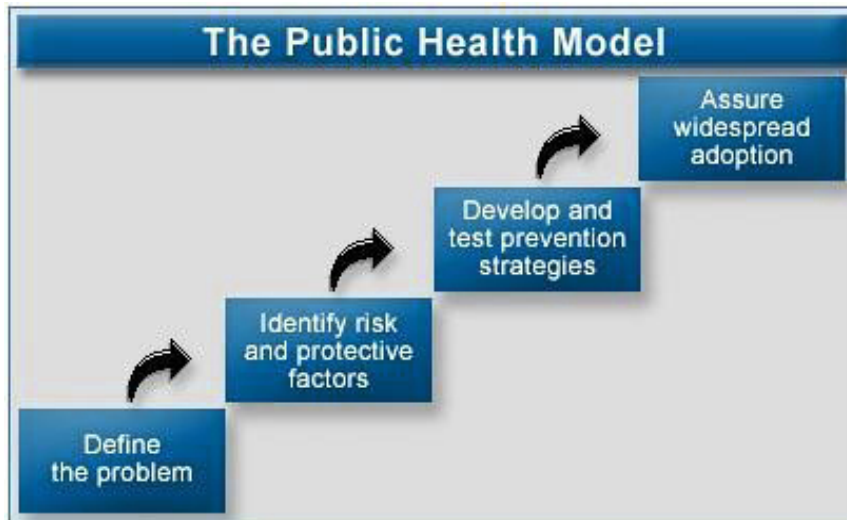 The Public Health Model
Assure
widespread
adoption
Develop and
test prevention
strategies
Identify risk
and protective
factors
Define
the problem